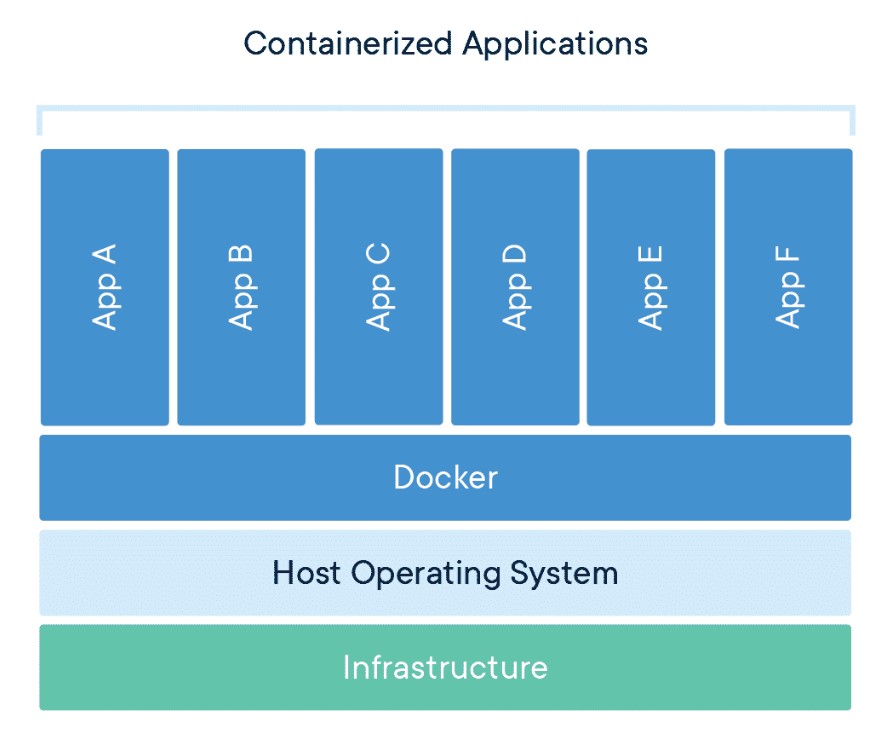 Containerized Applications
App A
App B
App C
App D
App E
App F
Docker
Host Operating System
Infrastructure